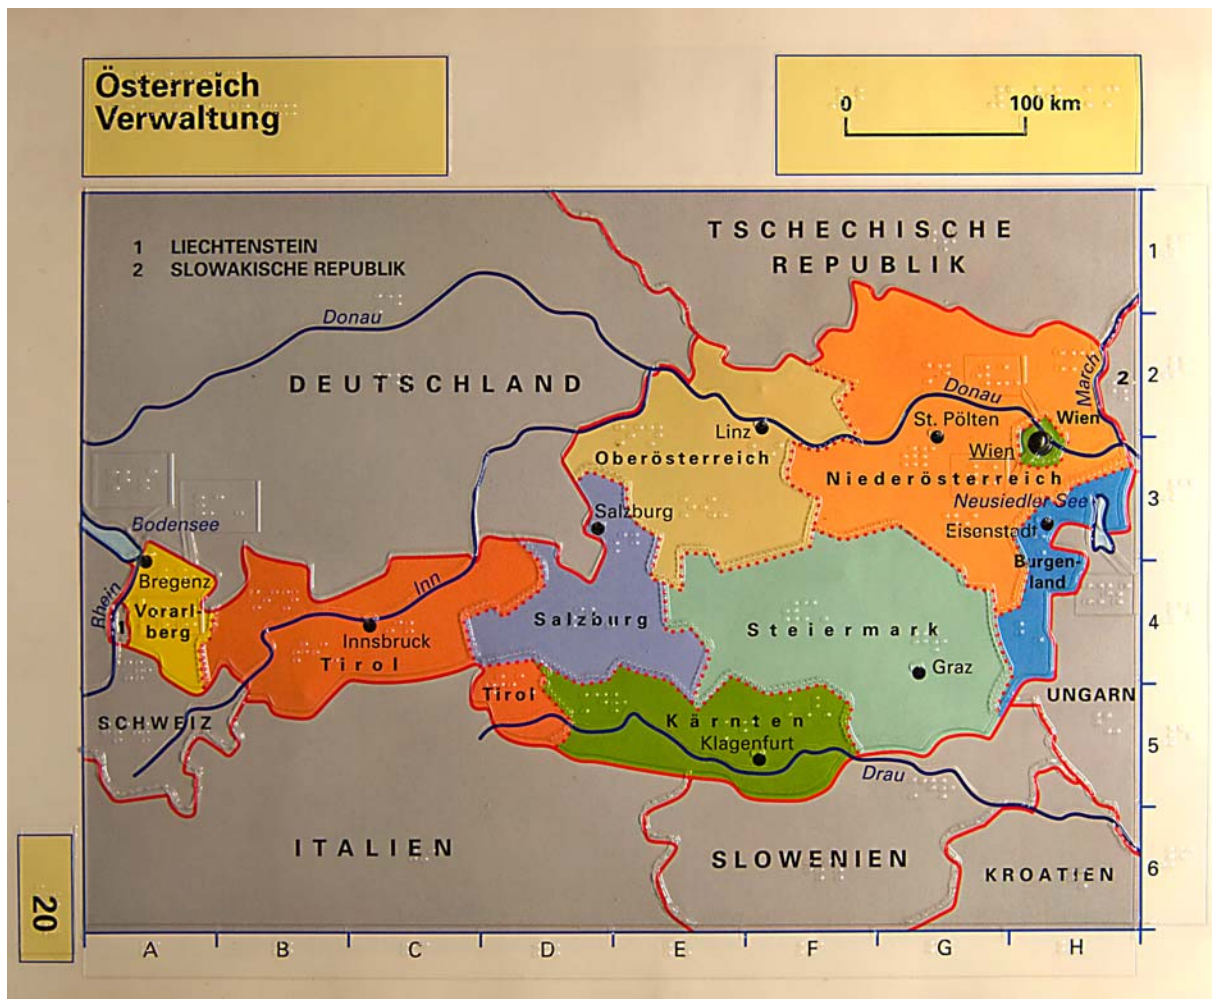 Österreich
Verwaltung
0 100 km
1 LIECHTENSTEIN
2 SLOWAKISCHE REPUBLIK
TSCHECHISCHE
REPUBLIK
1
Donau
DEUTSCHLAND
2
March
2
Donau
St. Pölten
Wien
Linz
Wien
Oberösterreich
Niederösterreich
3
Neusiedler See
Salzburg
Bodensee
Eisenstadt
Bregenz
Inn
Burgen-
land
Rhein
Vorarl-
berg
1
Salzburg
Steiermark
4
Innsbruck
Tirol
Graz
Tirol
UNGARN
SCHWEIZ
Kärnten
Klagenfurt
5
Drau
ITALIEN
SLOWENIEN
KROATIEN
6
20
A B C D E F G H